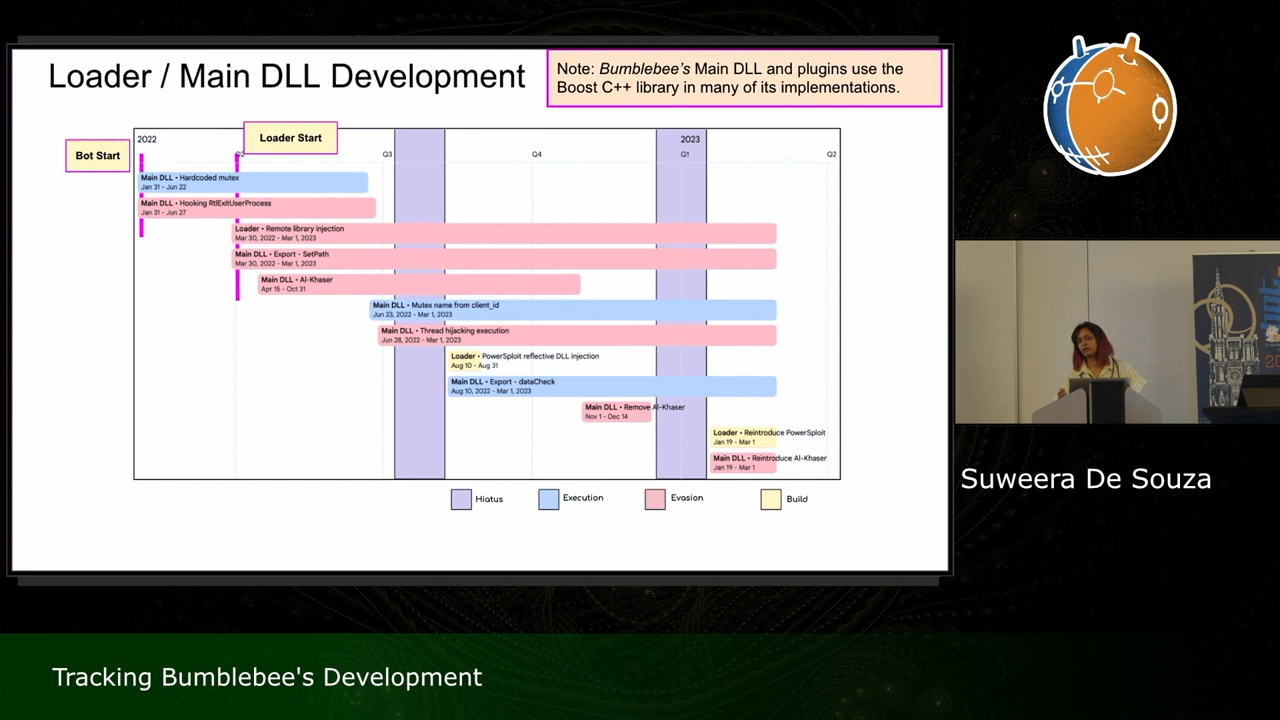 Loader / Main DLL Development
Note: Bumblebee's Main DLL and plugins use the
Boost C++ library in many of its implementations.
Bot Start
Loader Start
2022
2023
Q2
Q3
Q4
Q1
Q2
Main DLL • Hardcoded mutex
Jan 31 - Jun 22
Main DLL • Hooking RtlExitUserProcess
Jan 31 - Jun 27
Loader • Remote library injection
Mar 30, 2022 - Mar 1, 2023
Main DLL • Export - SetPath
Mar 30, 2022 - Mar 1, 2023
Main DLL • Al-Khaser
Apr 15 - Oct 31
Main DLL • Mutex name from client_id
Jun 23, 2022 - Mar 1, 2023
Main DLL • Thread hijacking execution
Jun 28, 2022 - Mar 1, 2023
Loader • PowerSploit reflective DLL injection
Aug 10 - Aug 31
Main DLL • Export - dataCheck
Aug 10, 2022 - Mar 1, 2023
Main DLL • Remove Al-Khaser
Nov 1 - Dec 14
Loader • Reintroduce PowerSploit
Jan 19 - Mar 1
Main DLL • Reintroduce Al-Khaser
Jan 19 - Mar 1
Hiatus
Execution
Evasion
Build
Suweera De Souza
Tracking Bumblebee's Development